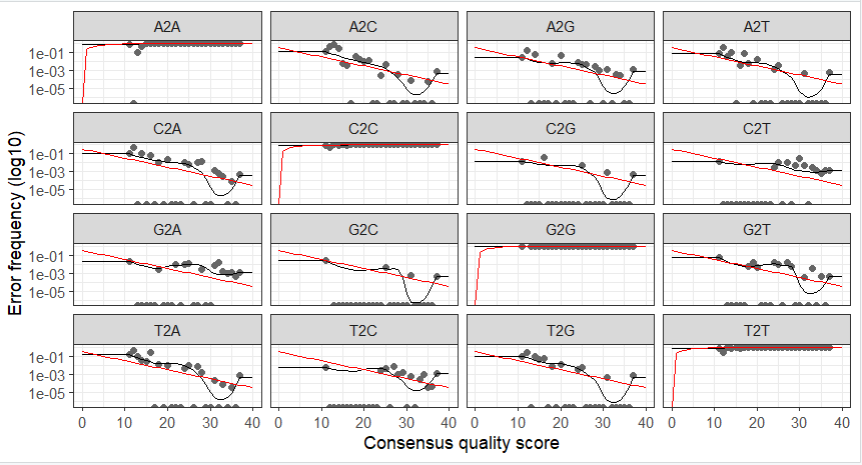 A2A A2C A2G A2T
1e-01
1e-03
1e-05
C2A C2C C2G C2T
1e-01
1e-03
1e-05
G2A G2C G2G G2T
1e-01
1e-03
1e-05
T2A T2C T2G T2T
1e-01
1e-03
1e-05
0 10 20 30 40 0 10 20 30 40 0 10 20 30 40 0 10 20 30 40
Consensus quality score
Error frequency (log10)